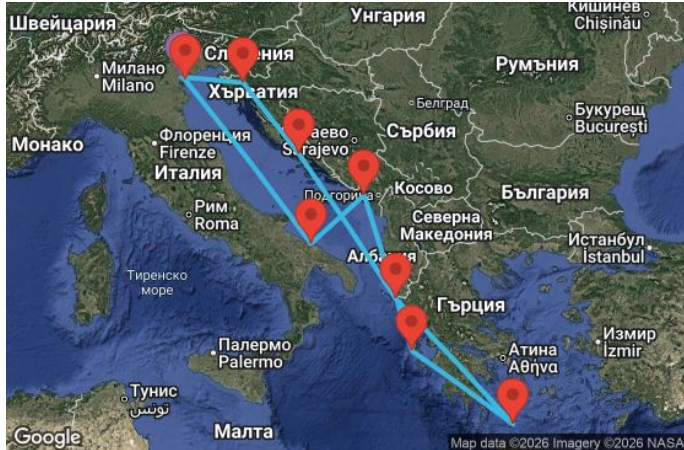 Швейцария
Унгария
Кишинев
Chișinău
Милано
Milano
Хърватия
Румъния
Флоренция
Firenze
Sarajevo
Белград
Букурещ
București
Монако
Италия
Сърбия
Подгорица
Косово
България
Рим
Roma
Северна
Македония
Истанбул
İstanbul
Тиренско
море
Албания
Гърция
Палермо
Palermo
Атина
Αθήνα
Измир
İzmir
Тунис
تونس
Малта
Google
Map data ©2026 Imagery ©2026 NASA